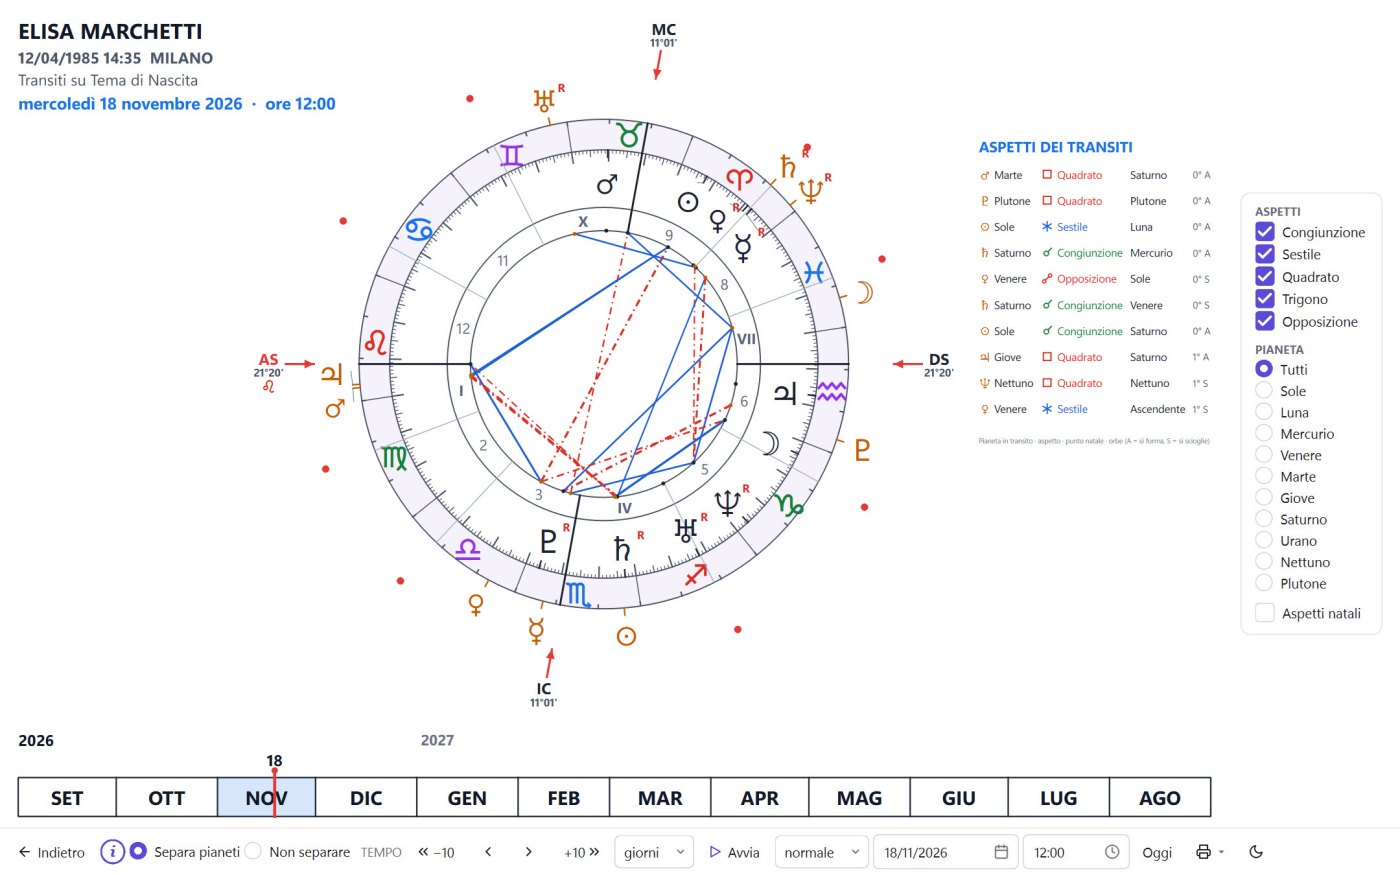 ELISA MARCHETTI
12/04/1985 14:35 MILANO
Transiti su Tema di Nascita
mercoledì 18 novembre 2026 · ore 12:00
MC
11°01'
R
R
R
R
R
X
9
11
8
12
VII
AS
21°20'
DS
21°20'
I
6
2
5
3
IV
R
R
R
R
IC
11°01'
ASPETTI DEI TRANSITI
Marte Quadrato Saturno 0° A
Plutone Quadrato Plutone 0° A
Sole Sestile Luna 0° A
Saturno Congiunzione Mercurio 0° A
Venere Opposizione Sole 0° S
Saturno Congiunzione Venere 0° S
Sole Congiunzione Saturno 0° A
Giove Quadrato Saturno 1° A
Nettuno Quadrato Nettuno 1° S
Venere Sestile Ascendente 1° S
Pianeta in transito · aspetto · punto natale · orbe (A = si forma, S = si scioglie)
ASPETTI
Congiunzione
Sestile
Quadrato
Trigono
Opposizione
PIANETA
Tutti
Sole
Luna
Mercurio
Venere
Marte
Giove
Saturno
Urano
Nettuno
Plutone
Aspetti natali
2026
2027
18
SET OTT NOV DIC GEN FEB MAR APR MAG GIU LUG AGO
Indietro i Separa pianeti Non separare TEMPO −10 +10 giorni Avvia normale 18/11/2026 12:00 Oggi